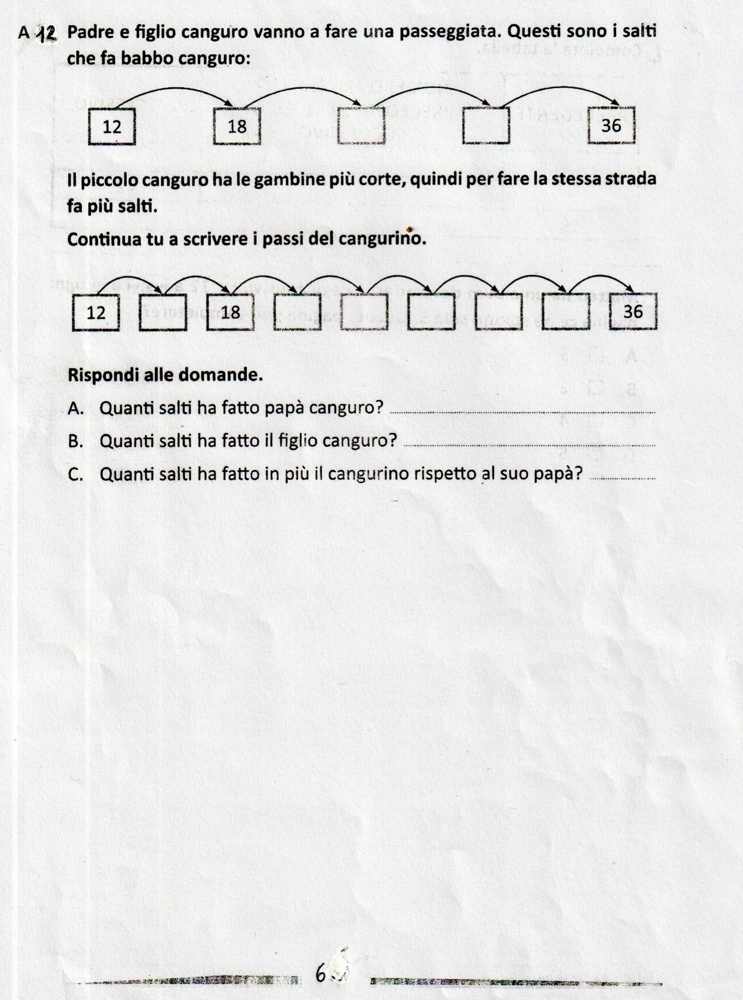 A 12 Padre e figlio canguro vanno a fare una passeggiata. Questi sono i salti
che fa babbo canguro:
12 18 36
Il piccolo canguro ha le gambine più corte, quindi per fare la stessa strada
fa più salti.
Continua tu a scrivere i passi del cangurino.
12 18 36
Rispondi alle domande.
A. Quanti salti ha fatto papà canguro?
B. Quanti salti ha fatto il figlio canguro?
C. Quanti salti ha fatto in più il cangurino rispetto al suo papà?
6